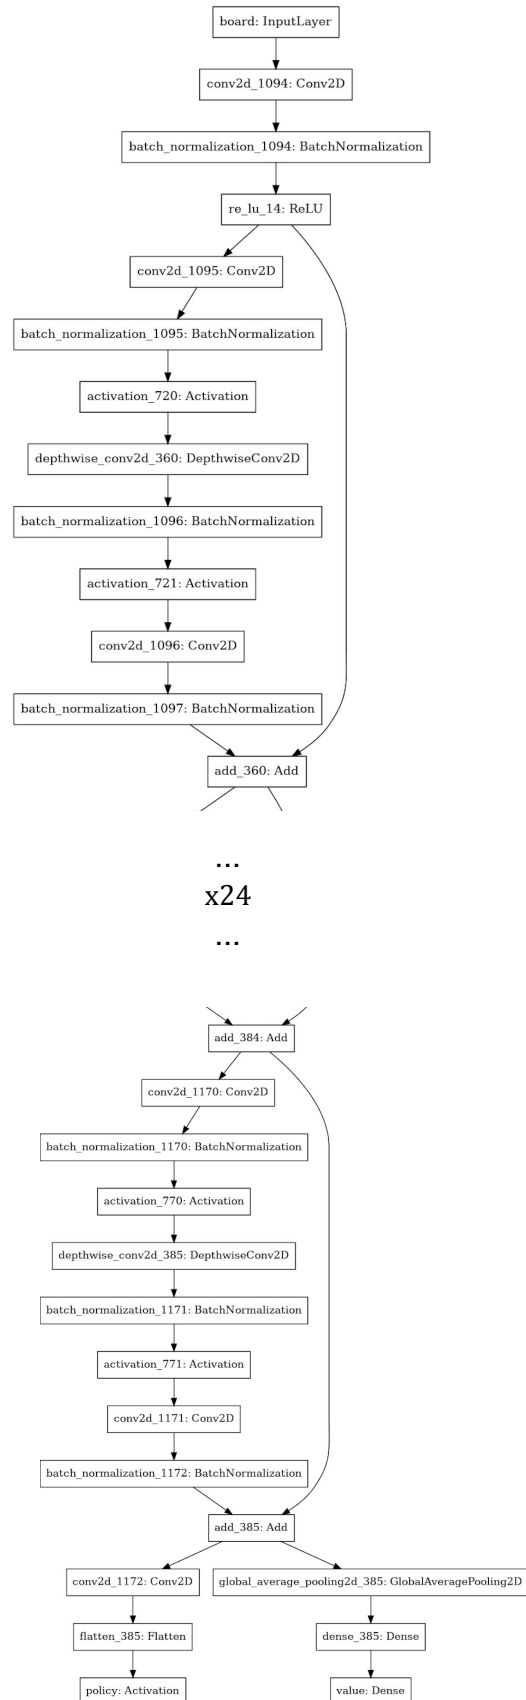 board: InputLayer
conv2d_1094: Conv2D
batch_normalization_1094: BatchNormalization
re_lu_14: ReLU
conv2d_1095: Conv2D
batch_normalization_1095: BatchNormalization
activation_720: Activation
depthwise_conv2d_360: DepthwiseConv2D
batch_normalization_1096: BatchNormalization
activation_721: Activation
conv2d_1096: Conv2D
batch_normalization_1097: BatchNormalization
add_360: Add
...
x24
...
add_384: Add
conv2d_1170: Conv2D
batch_normalization_1170: BatchNormalization
activation_770: Activation
depthwise_conv2d_385: DepthwiseConv2D
batch_normalization_1171: BatchNormalization
activation_771: Activation
conv2d_1171: Conv2D
batch_normalization_1172: BatchNormalization
add_385: Add
conv2d_1172: Conv2D
global_average_pooling2d_385: GlobalAveragePooling2D
flatten_385: Flatten
dense_385: Dense
policy: Activation
value: Dense